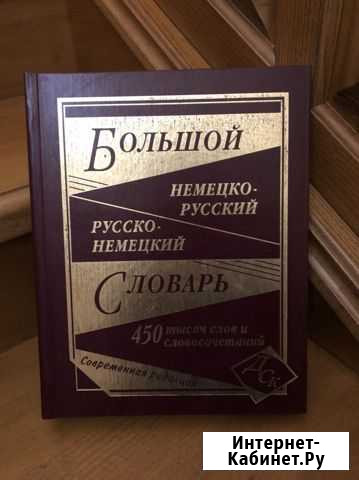 БОЛЬШОЙ
НЕМЕЦКО-
РУССКИЙ
РУССКО-
НЕМЕЦКИЙ
СЛОВАРЬ
450 тысяч слов и
словосочетаний
Современная редакция
ДСК
Интернет-
Кабинет.Ру